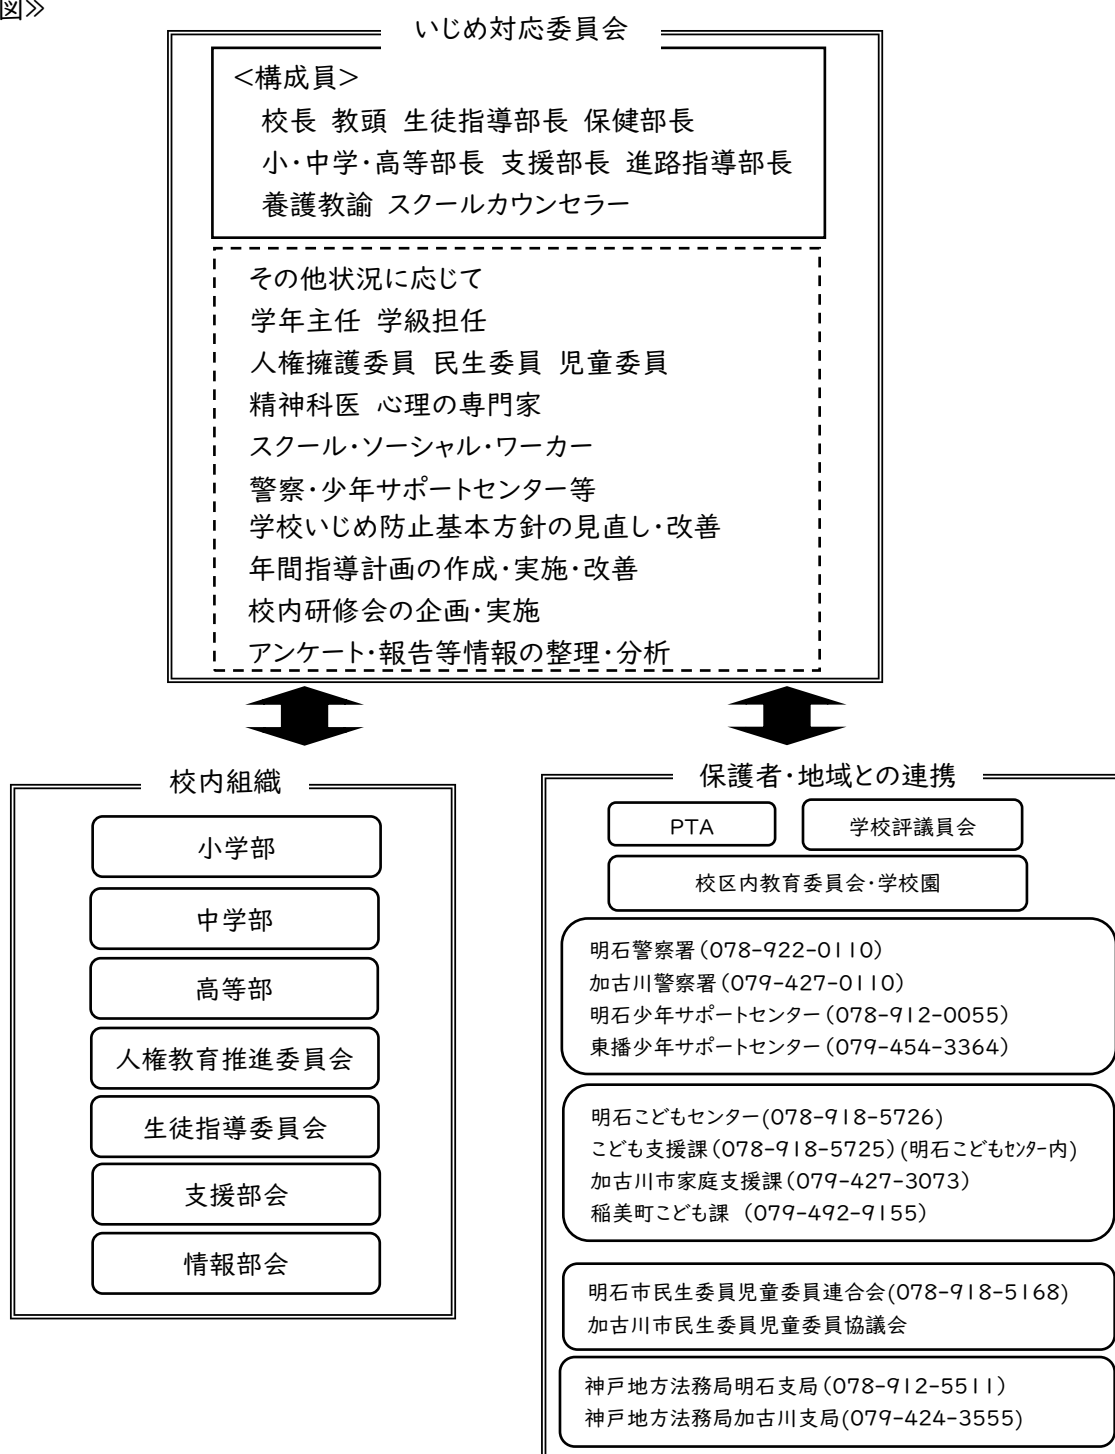 図≫
いじめ対応委員会
<構成員>
校長 教頭 生徒指導部長 保健部長
小・中学・高等部長 支援部長 進路指導部長
養護教諭 スクールカウンセラー
その他状況に応じて
学年主任 学級担任
人権擁護委員 民生委員 児童委員
精神科医 心理の専門家
スクール・ソーシャル・ワーカー
警察・少年サポートセンター等
学校いじめ防止基本方針の見直し・改善
年間指導計画の作成・実施・改善
校内研修会の企画・実施
アンケート・報告等情報の整理・分析
校内組織
小学部
中学部
高等部
人権教育推進委員会
生徒指導委員会
支援部会
情報部会
保護者・地域との連携
PTA
学校評議員会
校区内教育委員会・学校園
明石警察署(078-922-0110)
加古川警察署(079-427-0110)
明石少年サポートセンター(078-912-0055)
東播少年サポートセンター(079-454-3364)
明石こどもセンター(078-918-5726)
こども支援課(078-918-5725)(明石こどもセンター内)
加古川市家庭支援課(079-427-3073)
稲美町こども課 (079-492-9155)
明石市民生委員児童委員連合会(078-918-5168)
加古川市民生委員児童委員協議会
神戸地方法務局明石支局(078-912-5511)
神戸地方法務局加古川支局(079-424-3555)